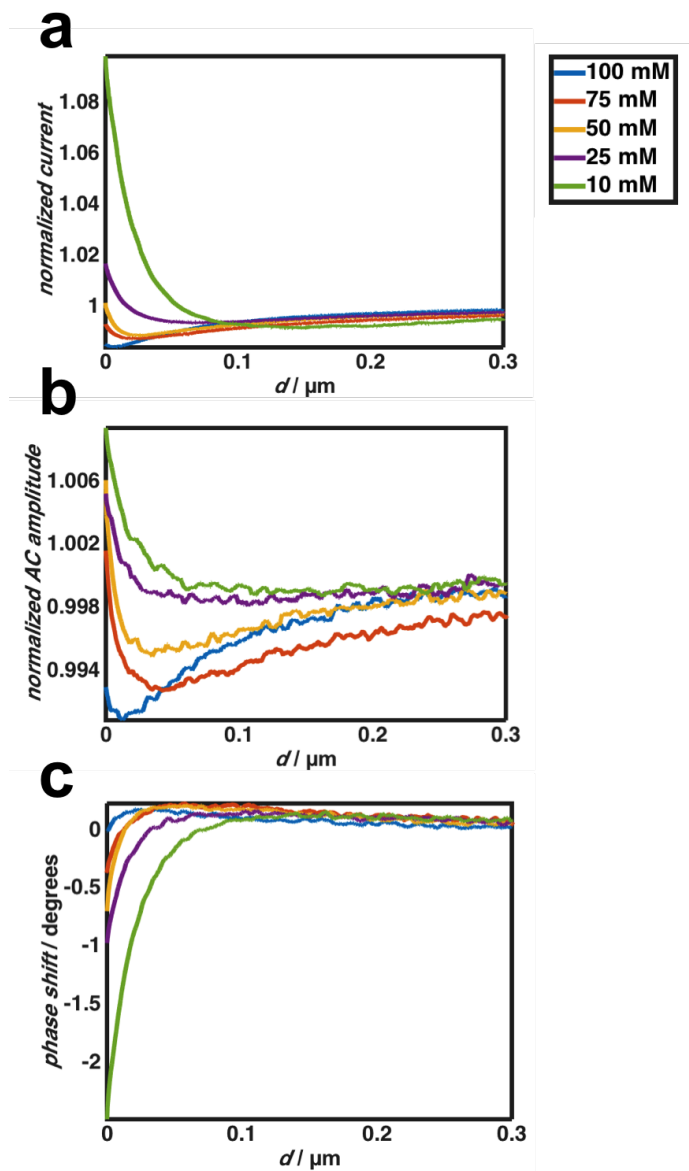 a
1.08
1.06
1.04
1.02
1
normalized current
0 0.1 0.2 0.3
d / μm
100 mM
75 mM
50 mM
25 mM
10 mM
b
1.006
1.002
0.998
0.994
normalized AC amplitude
0 0.1 0.2 0.3
d / μm
c
0
-0.5
-1
-1.5
-2
phase shift / degrees
0 0.1 0.2 0.3
d / μm